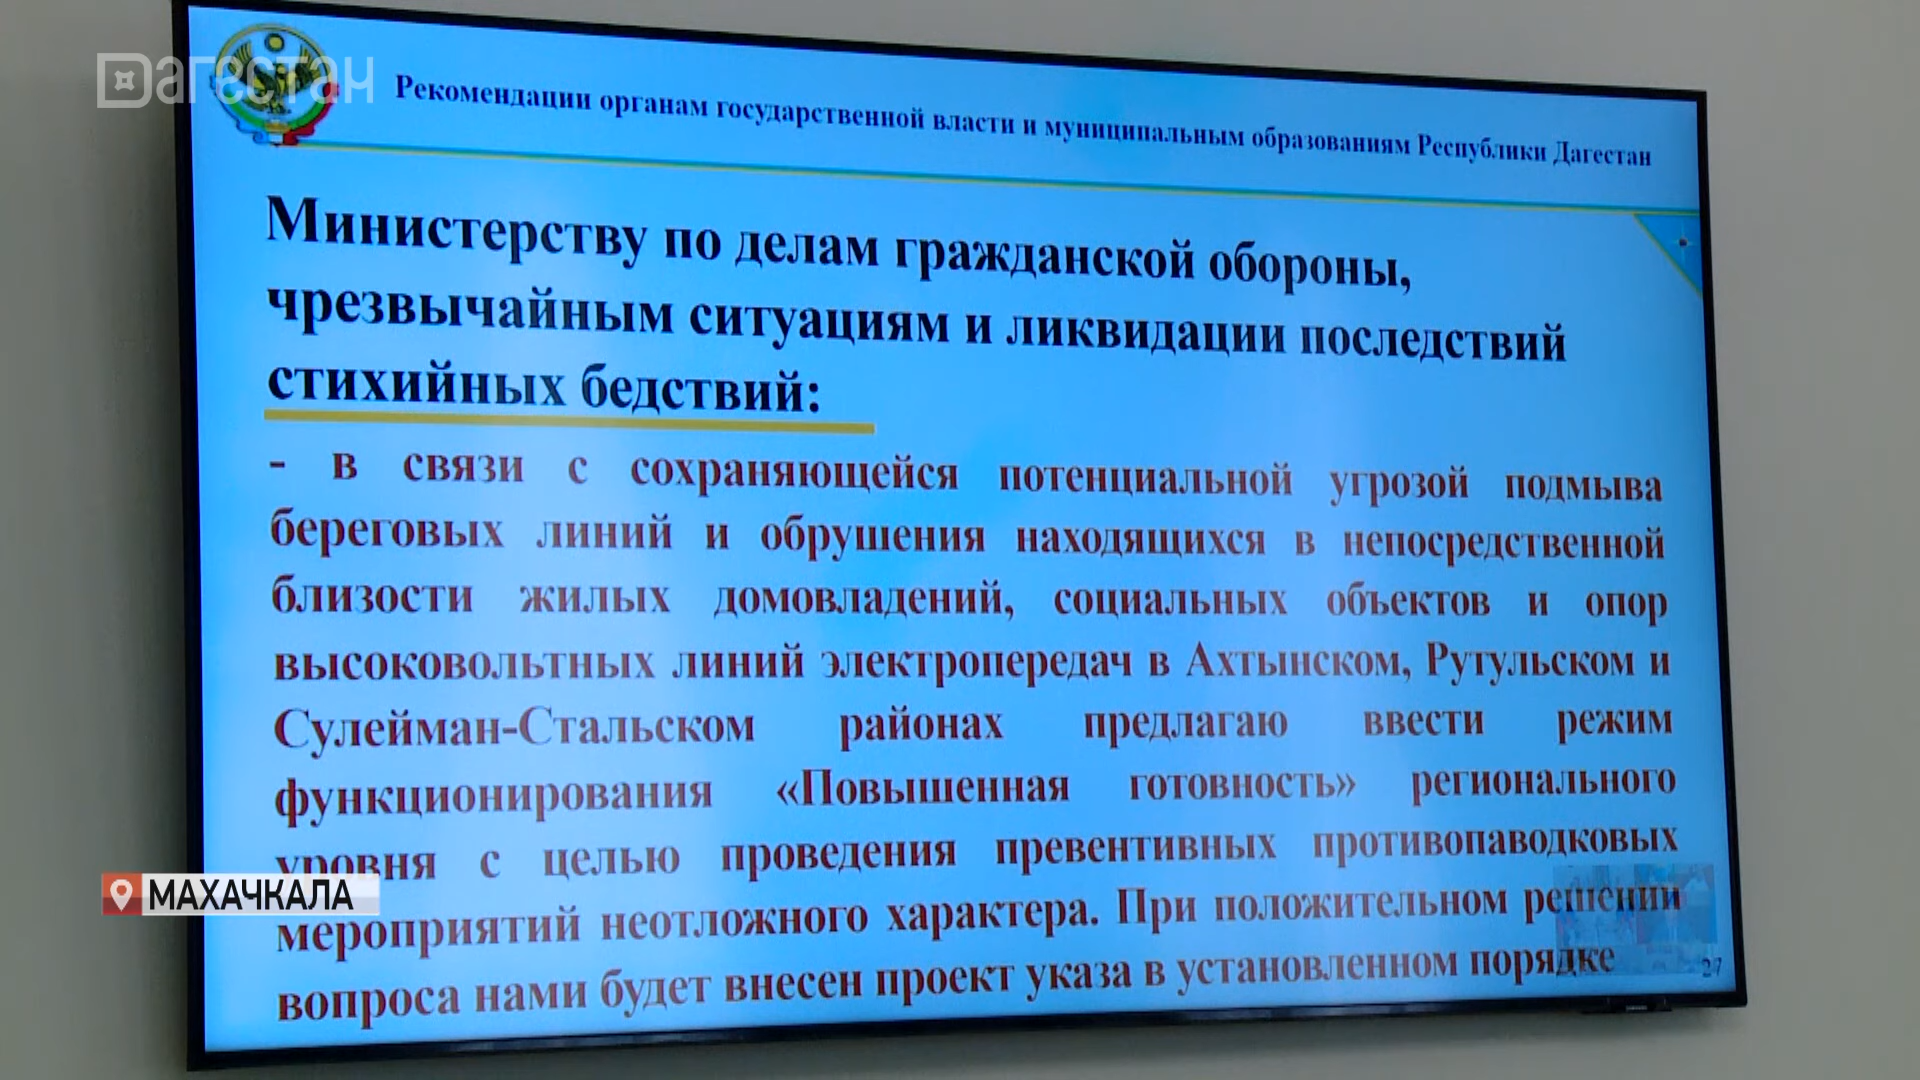 Дагестан
Рекомендации органам государственной власти и муниципальным образованиям Республики Дагестан
Министерству по делам гражданской обороны,
чрезвычайным ситуациям и ликвидации последствий
стихийных бедствий:
- в связи с сохраняющейся потенциальной угрозой подмыва
береговых линий и обрушения находящихся в непосредственной
близости жилых домовладений, социальных объектов и опор
высоковольтных линий электропередач в Ахтынском, Рутульском и
Сулейман-Стальском районах предлагаю ввести режим
функционирования «Повышенная готовность» регионального
уровня с целью проведения превентивных противопаводковых
МАХАЧКАЛА
мероприятий неотложного характера. При положительном решении
вопроса нами будет внесен проект указа в установленном порядке
27